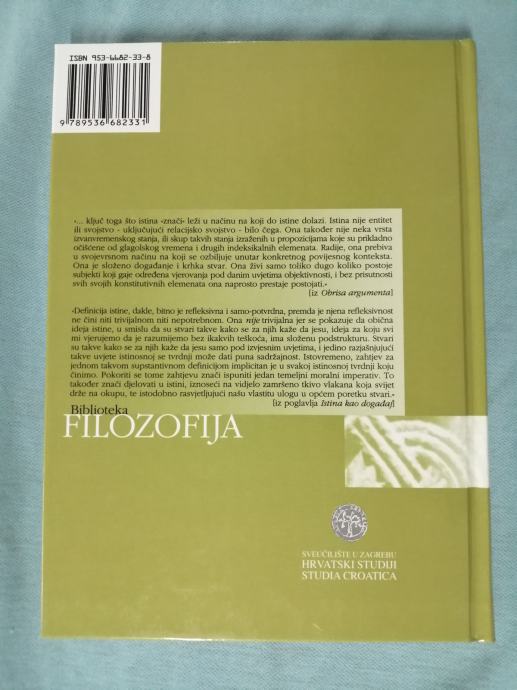 ISBN 953-6682-33-8
9 789536 682331
"... ključ toga što istina ›znači‹ leži u načinu na koji do istine dolazi. Istina nije entitet
ili svojstvo - uključujući relacijsko svojstvo - bilo čega. Ona također nije neka vrsta
izvanvremenskog stanja, ili skup takvih stanja izraženih u propozicijama koje su prikladno
očišćene od glagolskog vremena i drugih indeksikalnih elemenata. Radije, ona prebiva
u svojevrsnom načinu na koji se ozbiljuje unutar konkretnog povijesnog konteksta.
Ona je složeno događanje i krhka stvar. Ona živi samo toliko dugo koliko postoje
subjekti koji gaje određena vjerovanja pod danim uvjetima objektivnosti, i bez prisutnosti
svih svojih konstitutivnih elemenata ona naprosto prestaje postojati."
[iz Obrisa argumenta]
"Definicija istine, dakle, bitno je refleksivna i samo-potvrdna, premda je njena refleksivnost
ne čini niti trivijalnom niti nepotrebnom. Ona nije trivijalna jer se pokazuje da obična
ideja istine, u smislu da su stvari takve kako se za njih kaže da jesu, ideja za koju svi
mi vjerujemo da je razumijemo bez ikakvih teškoća, ima složenu podstrukturu. Stvari
su takve kako se za njih kaže da jesu samo pod izvjesnim uvjetima, i jedino razjašnjujući
takve uvjete istinosnoj se tvrdnji može dati puna sadržajnost. Istovremeno, zahtjev za
jednom takvom supstantivnom definicijom implicitan je u svakoj istinosnoj tvrdnji koju
činimo. Pokoriti se tome zahtjevu znači ispuniti jedan temeljni moralni imperativ. To
također znači djelovati u istini, iznoseći na vidjelo zamršeno tkivo vlakana koja svijet
drže na okupu, te istodobno rasvjetljujući našu vlastitu ulogu u općem poretku stvari."
[iz poglavlja Istina kao događaj]
Biblioteka
FILOZOFIJA
SVEUČILIŠTE U ZAGREBU
HRVATSKI STUDIJI
STUDIA CROATICA